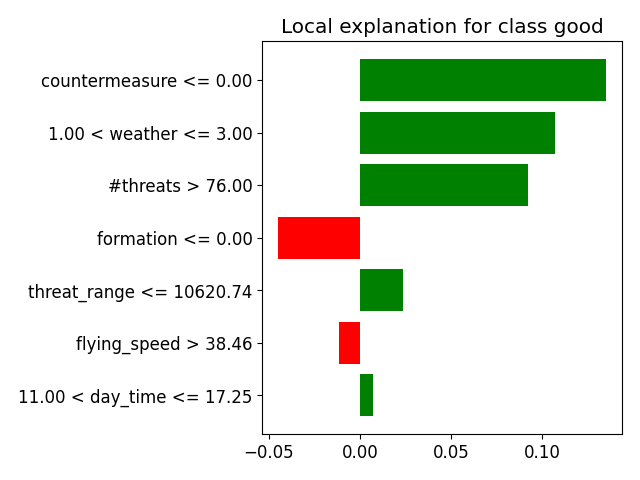 Local explanation for class good
countermeasure <= 0.00
1.00 < weather <= 3.00
#threats > 76.00
formation <= 0.00
threat_range <= 10620.74
flying_speed > 38.46
11.00 < day_time <= 17.25
−0.05 0.00 0.05 0.10